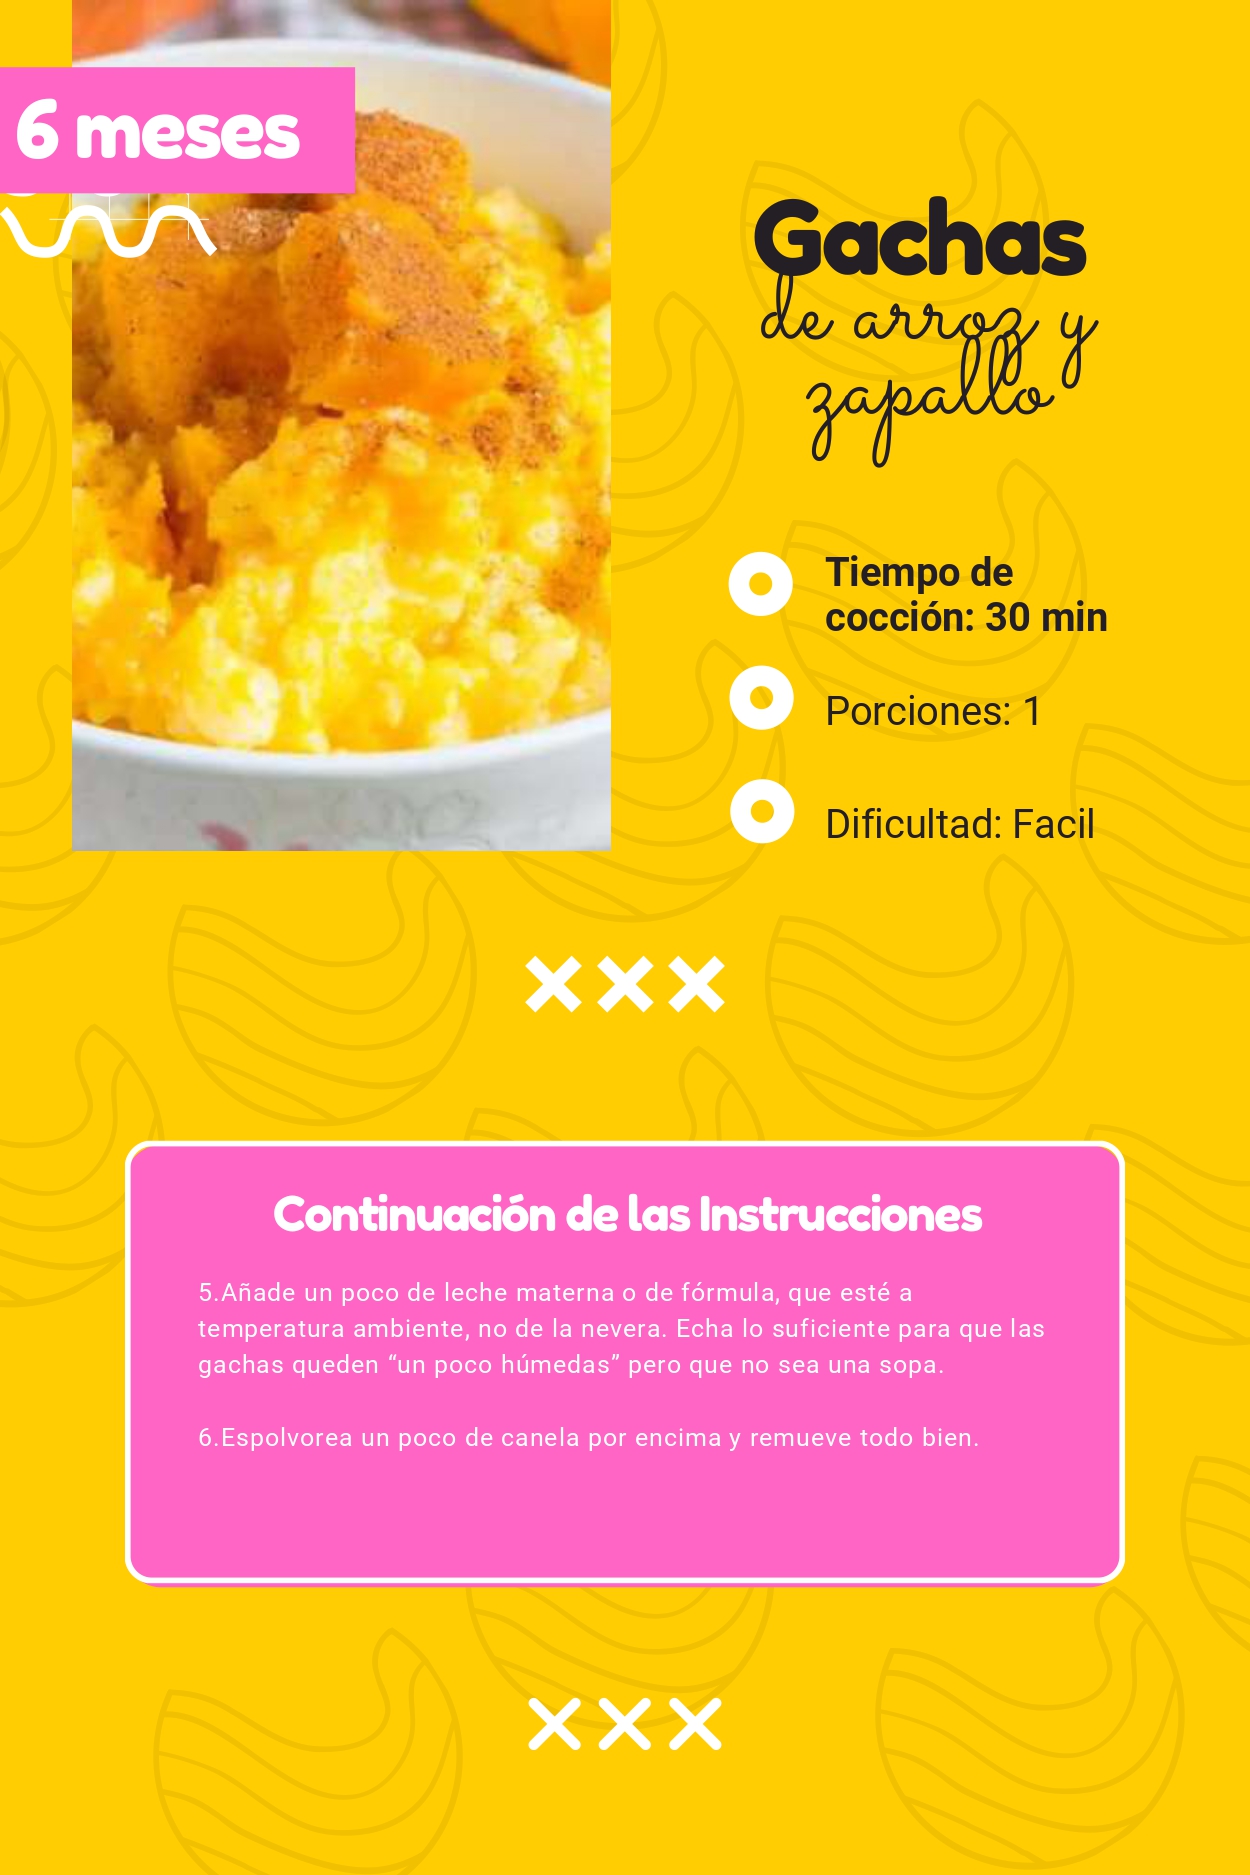 6 meses
Gachas
de arroz y
zapallo
Tiempo de
cocción: 30 min
Porciones: 1
Dificultad: Facil
Continuación de las Instrucciones
5.Añade un poco de leche materna o de fórmula, que esté a
temperatura ambiente, no de la nevera. Echa lo suficiente para que las
gachas queden “un poco húmedas” pero que no sea una sopa.
6.Espolvorea un poco de canela por encima y remueve todo bien.